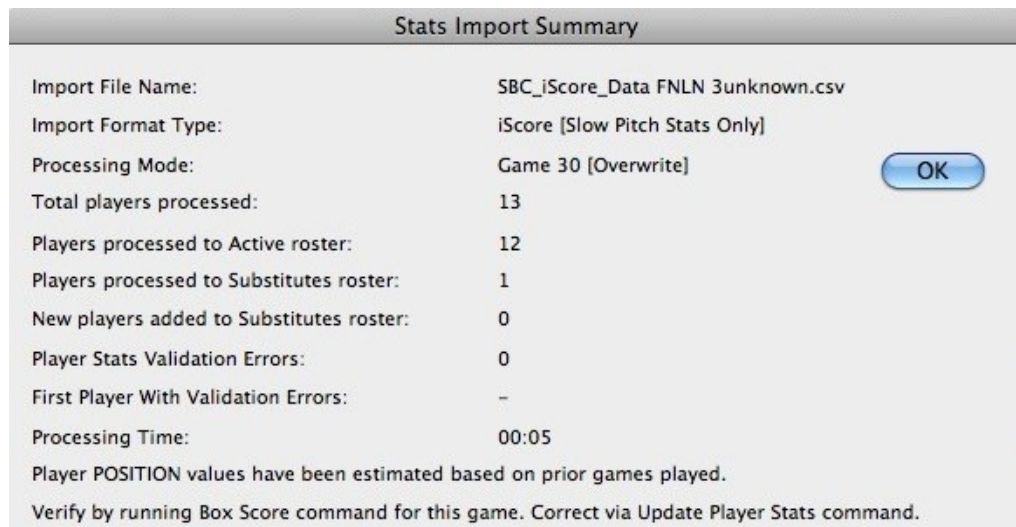 Stats Import Summary
Import File Name: SBC_iScore_Data FNLN 3unknown.csv
Import Format Type: iScore [Slow Pitch Stats Only]
Processing Mode: Game 30 [Overwrite]
OK
Total players processed: 13
Players processed to Active roster: 12
Players processed to Substitutes roster: 1
New players added to Substitutes roster: 0
Player Stats Validation Errors: 0
First Player With Validation Errors: –
Processing Time: 00:05
Player POSITION values have been estimated based on prior games played.
Verify by running Box Score command for this game. Correct via Update Player Stats command.